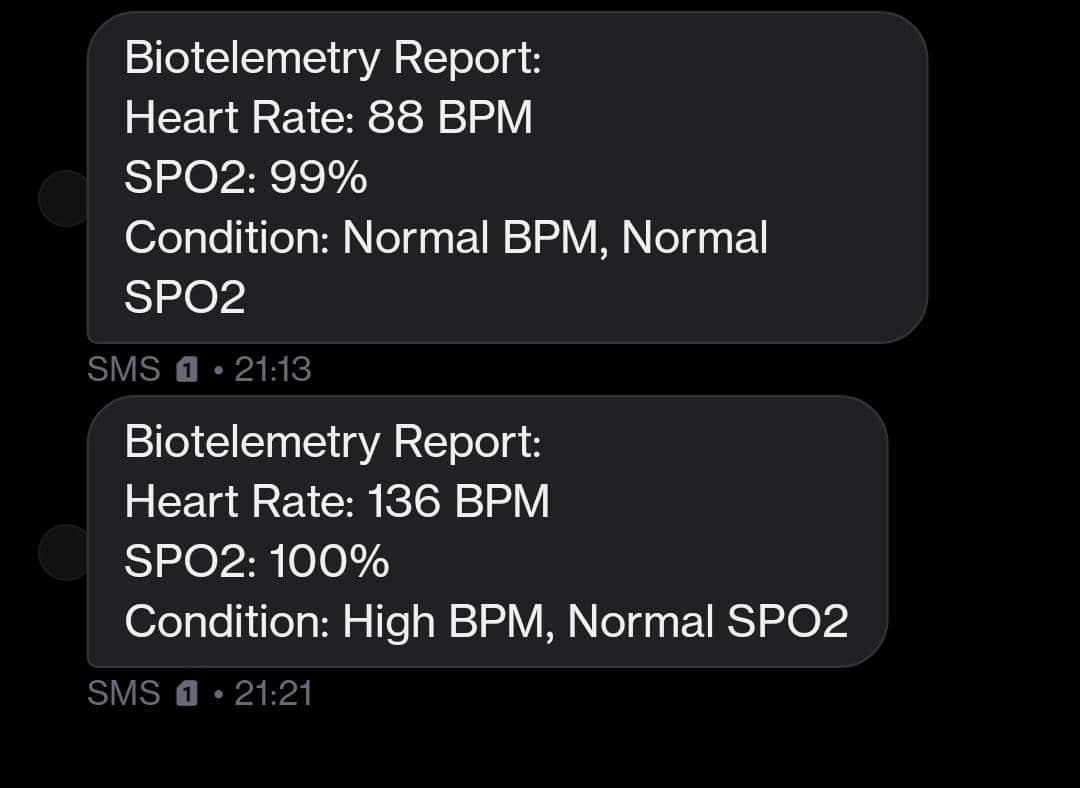 Biotelemetry Report:
Heart Rate: 88 BPM
SPO2: 99%
Condition: Normal BPM, Normal
SPO2
SMS 1 • 21:13
Biotelemetry Report:
Heart Rate: 136 BPM
SPO2: 100%
Condition: High BPM, Normal SPO2
SMS 1 • 21:21